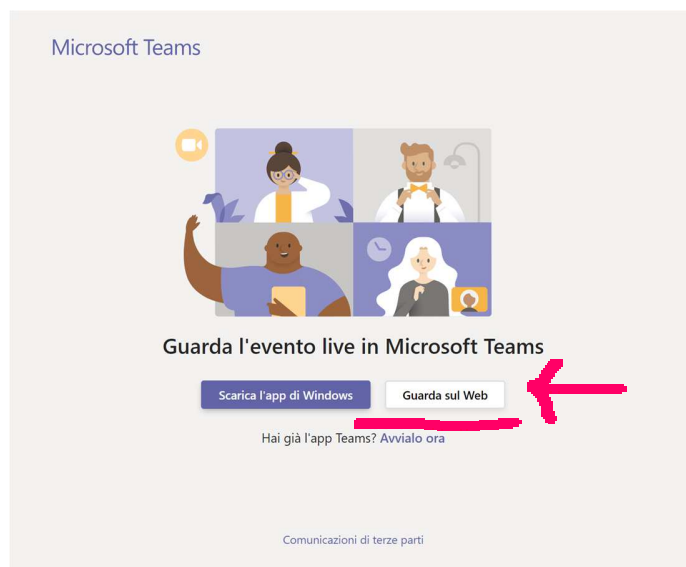 Microsoft Teams
Guarda l'evento live in Microsoft Teams
Scarica l'app di Windows Guarda sul Web
Hai già l'app Teams? Avvialo ora
Comunicazioni di terze parti